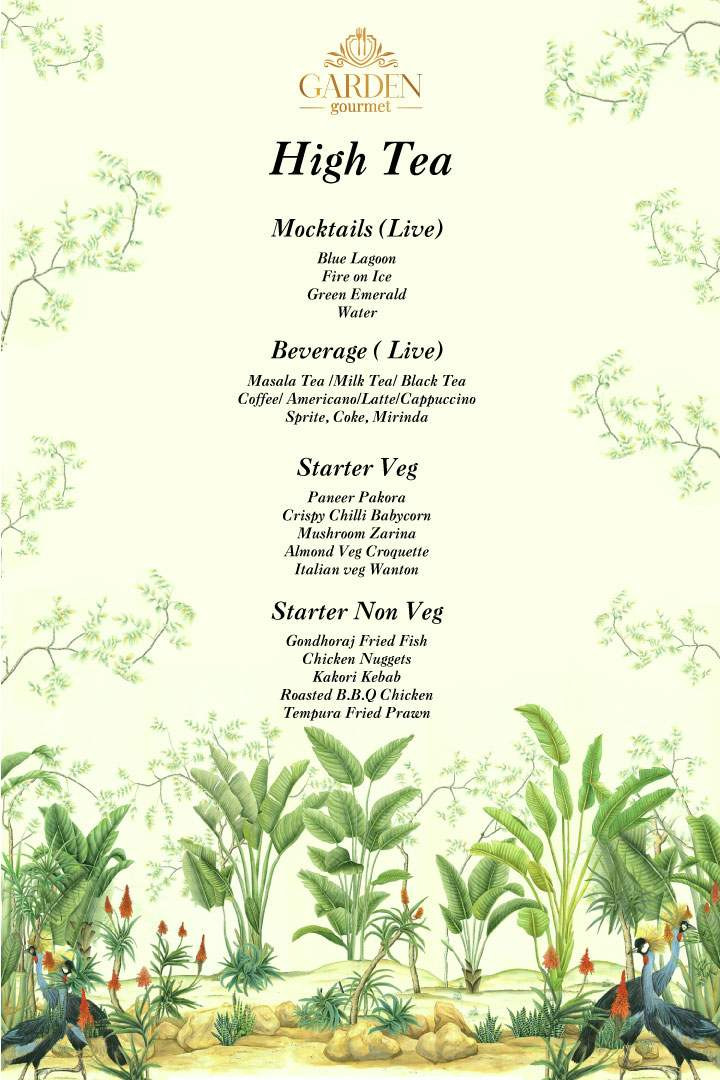 GARDEN
gourmet
High Tea
Mocktails (Live)
Blue Lagoon
Fire on Ice
Green Emerald
Water
Beverage ( Live)
Masala Tea /Milk Tea/ Black Tea
Coffee/ Americano/Latte/Cappuccino
Sprite, Coke, Mirinda
Starter Veg
Paneer Pakora
Crispy Chilli Babycorn
Mushroom Zarina
Almond Veg Croquette
Italian veg Wanton
Starter Non Veg
Gondhoraj Fried Fish
Chicken Nuggets
Kakori Kebab
Roasted B.B.Q Chicken
Tempura Fried Prawn